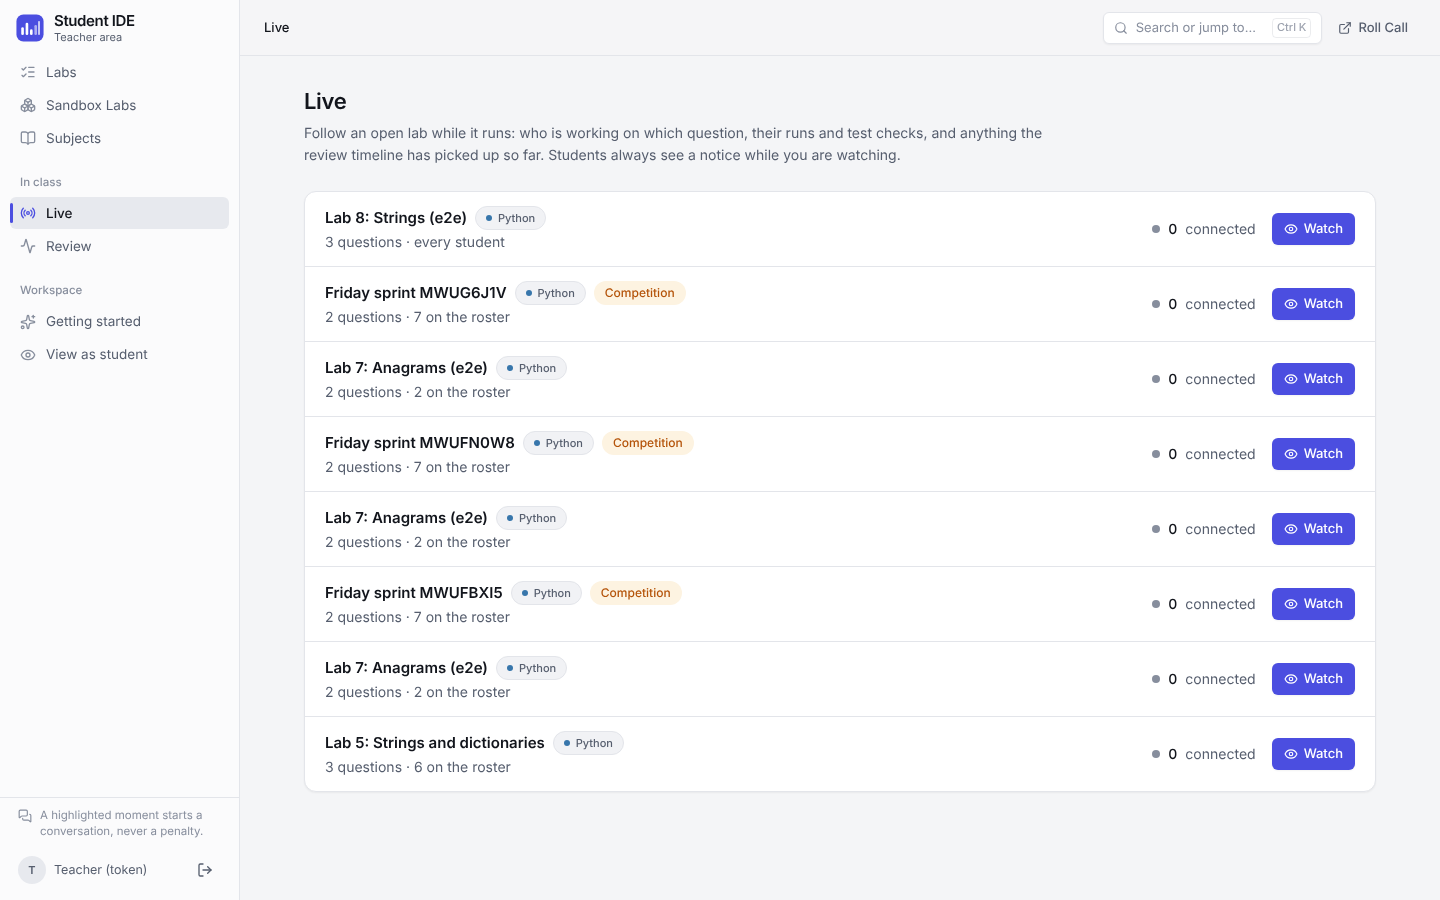 Student IDE
Teacher area
Labs
Sandbox Labs
Subjects
In class
Live
Review
Workspace
Getting started
View as student
A highlighted moment starts a
conversation, never a penalty.
T
Teacher (token)
Live
Search or jump to...
Ctrl K
Roll Call
Live
Follow an open lab while it runs: who is working on which question, their runs and test checks, and anything the
review timeline has picked up so far. Students always see a notice while you are watching.
Lab 8: Strings (e2e) Python
3 questions · every student
0 connected Watch
Friday sprint MWUG6J1V Python Competition
2 questions · 7 on the roster
0 connected Watch
Lab 7: Anagrams (e2e) Python
2 questions · 2 on the roster
0 connected Watch
Friday sprint MWUFN0W8 Python Competition
2 questions · 7 on the roster
0 connected Watch
Lab 7: Anagrams (e2e) Python
2 questions · 2 on the roster
0 connected Watch
Friday sprint MWUFBXI5 Python Competition
2 questions · 7 on the roster
0 connected Watch
Lab 7: Anagrams (e2e) Python
2 questions · 2 on the roster
0 connected Watch
Lab 5: Strings and dictionaries Python
3 questions · 6 on the roster
0 connected Watch